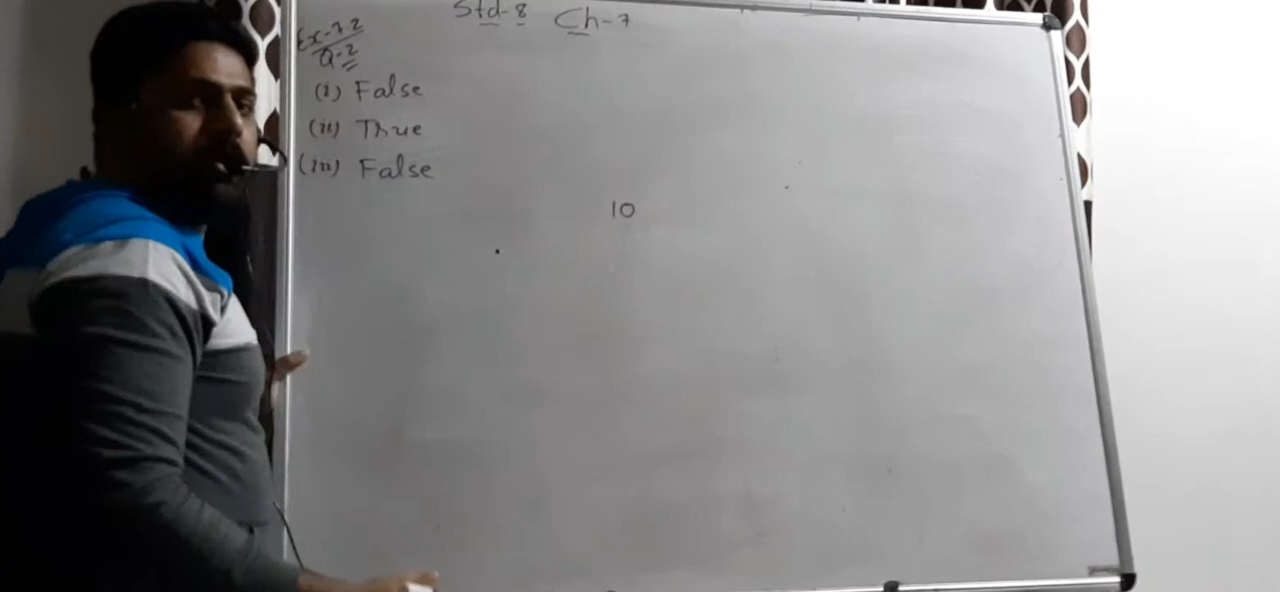 Std-8 Ch-7
Ex-7.2
Q-2
(i) False
(ii) True
(iii) False
10